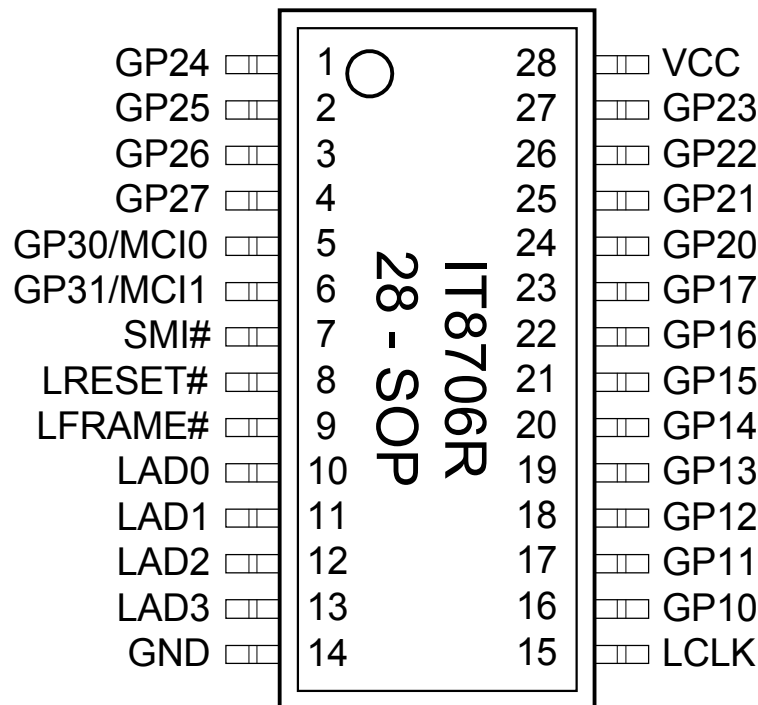 GP24 1 28 VCC
GP25 2 27 GP23
GP26 3 26 GP22
GP27 4 25 GP21
GP30/MCI0 5 24 GP20
GP31/MCI1 6 23 GP17
SMI# 7 22 GP16
LRESET# 8 21 GP15
LFRAME# 9 20 GP14
LAD0 10 19 GP13
LAD1 11 18 GP12
LAD2 12 17 GP11
LAD3 13 16 GP10
GND 14 15 LCLK
IT8706R
28 - SOP